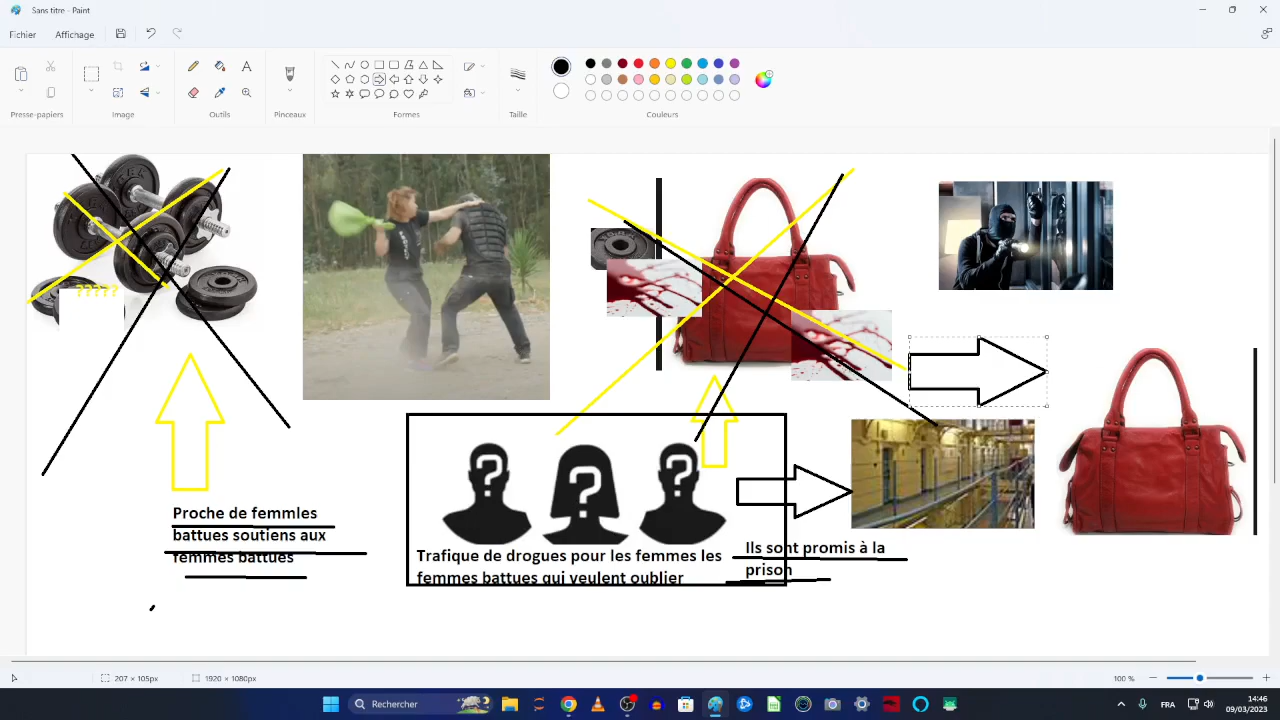 Sans titre - Paint
Fichier
Affichage
Presse-papiers
Image
Outils
Pinceaux
Formes
Taille
Couleurs
?????
Proche de femmles
battues soutiens aux
femmes battues
Trafique de drogues pour les femmes les
femmes battues qui veulent oublier
Ils sont promis à la
prison
207 × 105px
1920 × 1080px
100 %
Rechercher
FRA
14:46
09/03/2023